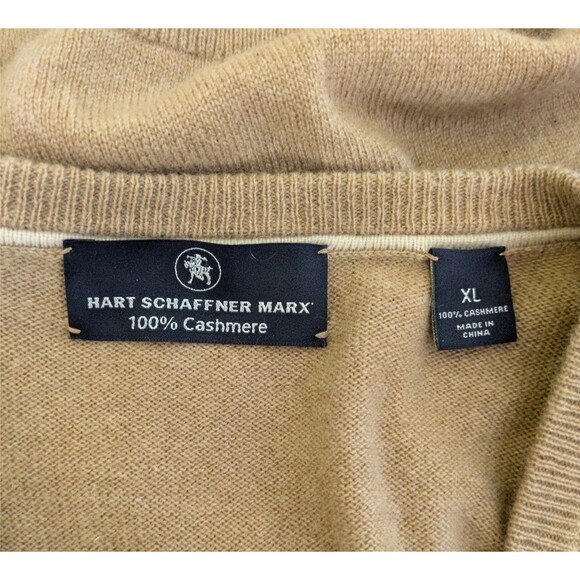 HART SCHAFFNER MARX
100% Cashmere
XL
100% CASHMERE
MADE IN
CHINA